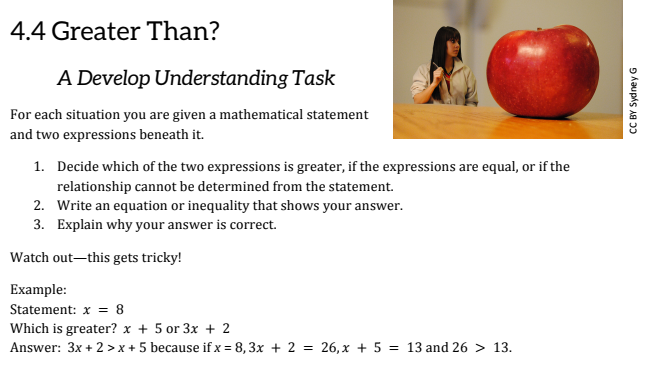 4.4 Greater Than?
A Develop Understanding Task
For each situation you are given a mathematical statement
and two expressions beneath it.
1. Decide which of the two expressions is greater, if the expressions are equal, or if the
relationship cannot be determined from the statement.
2. Write an equation or inequality that shows your answer.
3. Explain why your answer is correct.
Watch out—this gets tricky!
Example:
Statement: x = 8
Which is greater? x + 5 or 3x + 2
Answer: 3x + 2 > x + 5 because if x = 8, 3x + 2 = 26, x + 5 = 13 and 26 > 13.
CC BY Sydney G